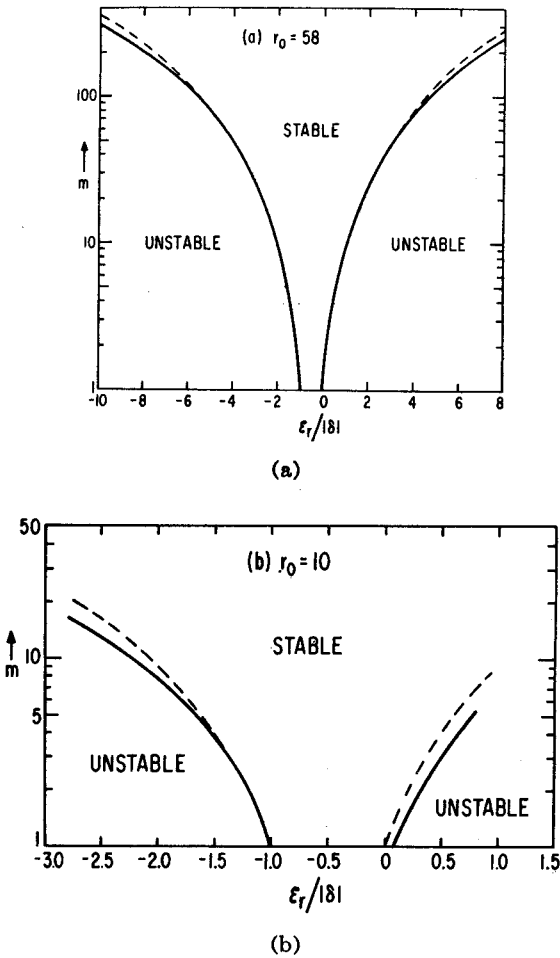 (a) r₀ = 58
100
STABLE
m
UNSTABLE
10
UNSTABLE
1
-10 -8 -6 -4 -2 0 2 4 6 8
εᵣ/|δ|
(a)
50
(b) r₀ = 10
STABLE
10
m
5
UNSTABLE
UNSTABLE
1
-3.0 -2.5 -2.0 -1.5 -1.0 -0.5 0 0.5 1.0 1.5
εᵣ/|δ|
(b)